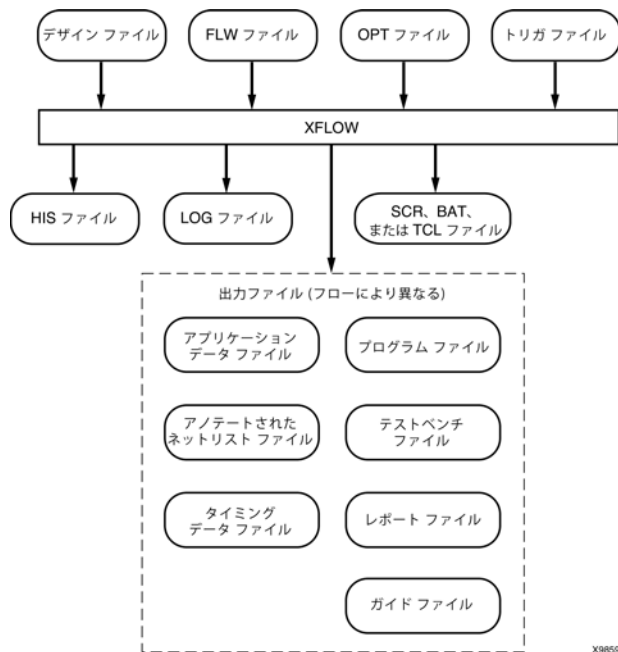 デザイン ファイル
FLW ファイル
OPT ファイル
トリガ ファイル
XFLOW
HIS ファイル
LOG ファイル
SCR、BAT、
または TCL ファイル
出力ファイル (フローにより異なる)
アプリケーション
データ ファイル
プログラム ファイル
アノテートされた
ネットリスト ファイル
テストベンチ
ファイル
タイミング
データ ファイル
レポート ファイル
ガイド ファイル
X9859